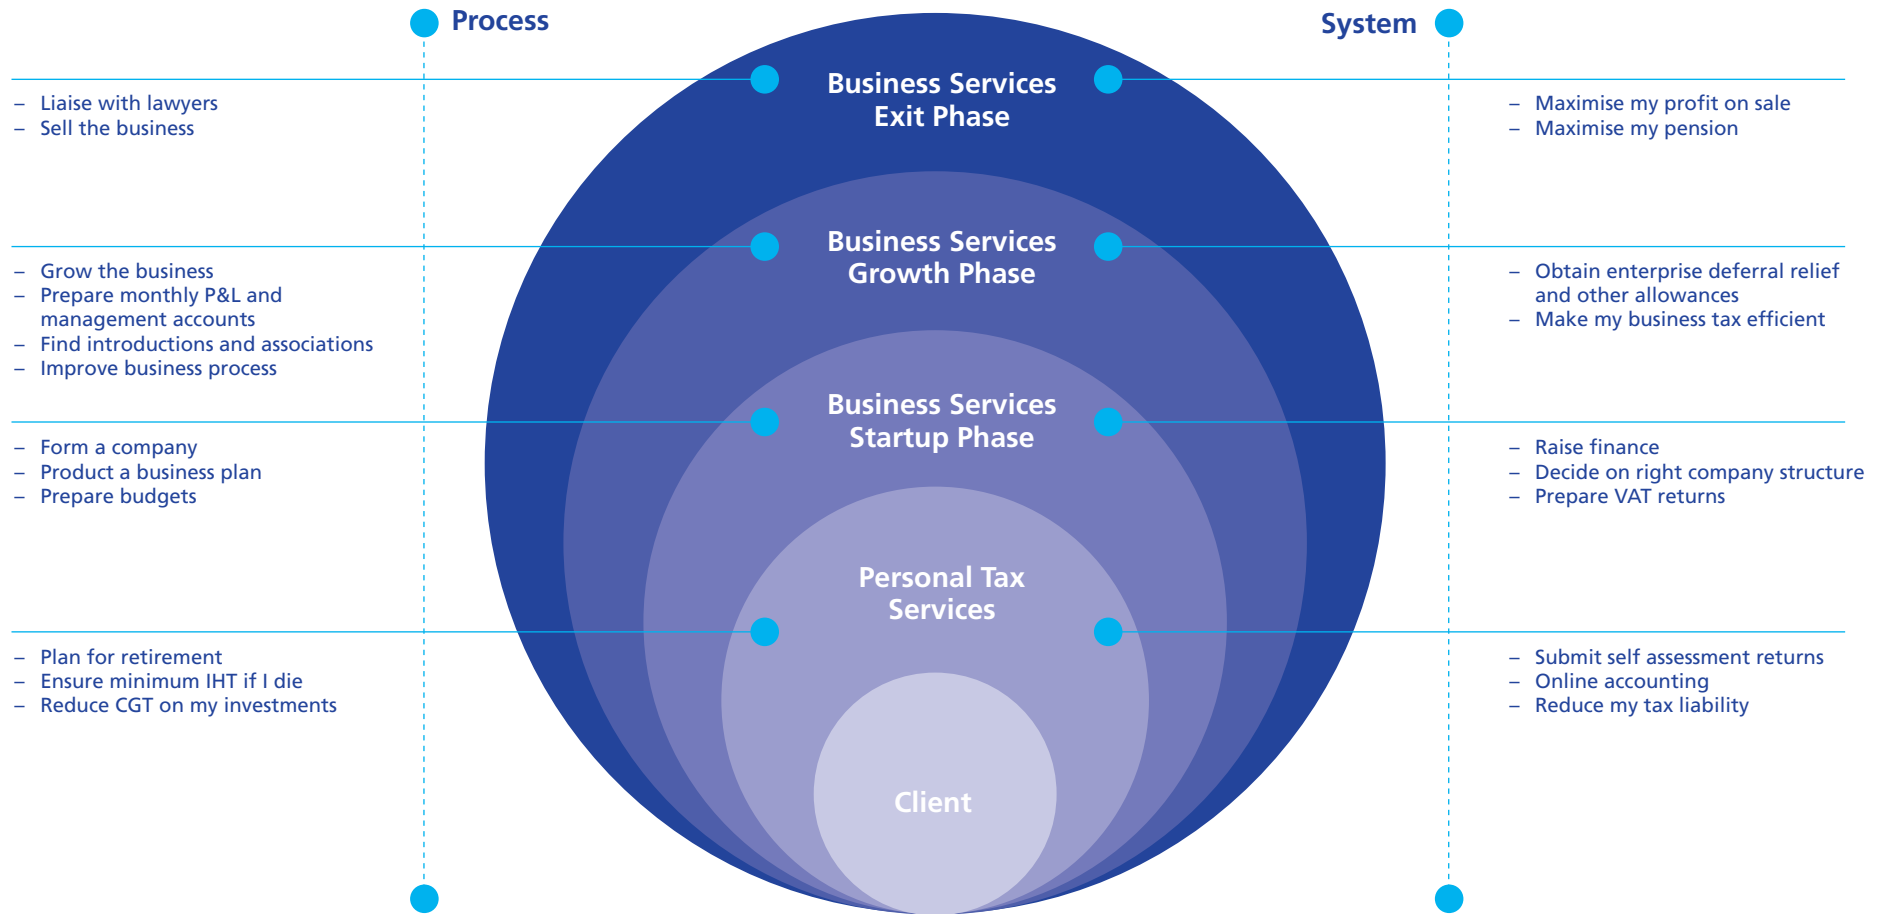 Process
System
Business Services
Exit Phase
– Liaise with lawyers
– Sell the business
– Maximise my profit on sale
– Maximise my pension
Business Services
Growth Phase
– Grow the business
– Prepare monthly P&L and
management accounts
– Find introductions and associations
– Improve business process
– Obtain enterprise deferral relief
and other allowances
– Make my business tax efficient
Business Services
Startup Phase
– Form a company
– Product a business plan
– Prepare budgets
– Raise finance
– Decide on right company structure
– Prepare VAT returns
Personal Tax
Services
– Plan for retirement
– Ensure minimum IHT if I die
– Reduce CGT on my investments
– Submit self assessment returns
– Online accounting
– Reduce my tax liability
Client